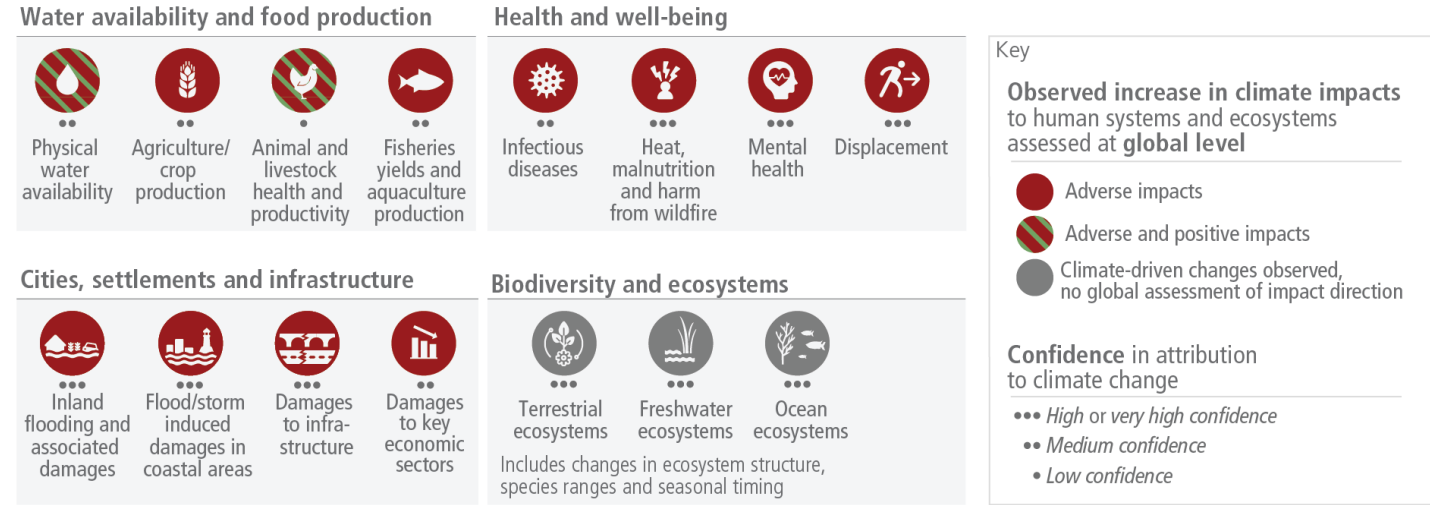 Water availability and food production
Physical
water
availability
Agriculture/
crop
production
Animal and
livestock
health and
productivity
Fisheries
yields and
aquaculture
production
Health and well-being
Infectious
diseases
Heat,
malnutrition
and harm
from wildfire
Mental
health
Displacement
Cities, settlements and infrastructure
Inland
flooding and
associated
damages
Flood/storm
induced
damages in
coastal areas
Damages
to infra-
structure
Damages
to key
economic
sectors
Biodiversity and ecosystems
Terrestrial
ecosystems
Freshwater
ecosystems
Ocean
ecosystems
Includes changes in ecosystem structure,
species ranges and seasonal timing
Key
Observed increase in climate impacts
to human systems and ecosystems
assessed at global level
Adverse impacts
Adverse and positive impacts
Climate-driven changes observed,
no global assessment of impact direction
Confidence in attribution
to climate change
••• High or very high confidence
•• Medium confidence
• Low confidence